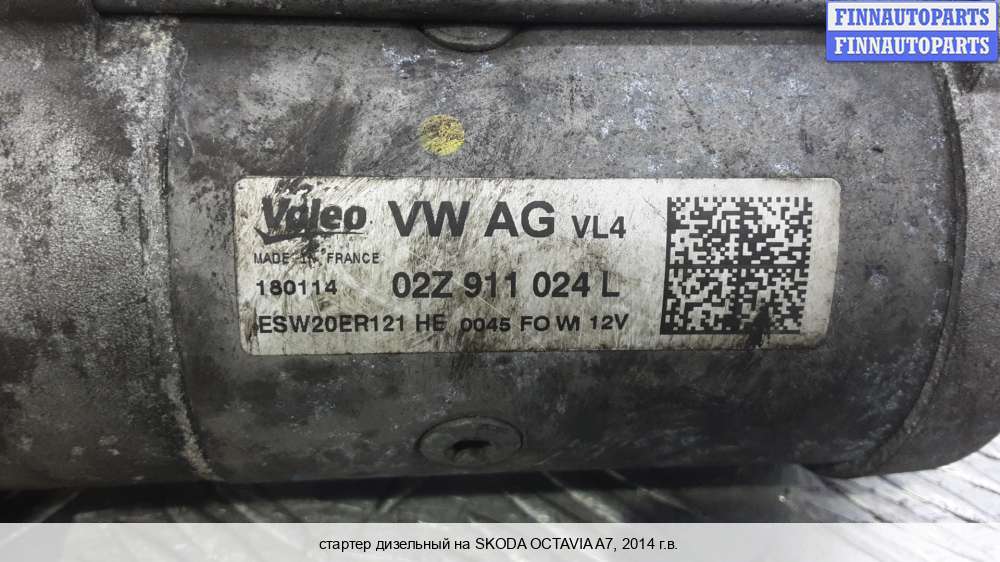 FINNAUTOPARTS
FINNAUTOPARTS
Valeo VW AG VL4
MADE IN FRANCE
180114 02Z 911 024 L
ESW20ER121 HE 0045 FO WI 12V
стартер дизельный на SKODA OCTAVIA A7, 2014 г.в.